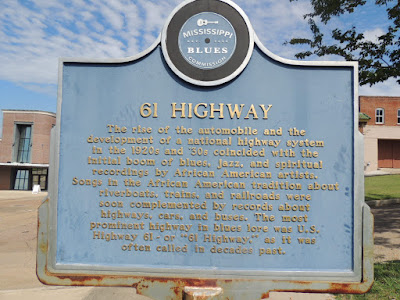 MISSISSIPPI
BLUES
COMMISSION
61 HIGHWAY
The rise of the automobile and the
development of a national highway system
in the 1920s and '30s coincided with the
initial boom of blues, jazz, and spiritual
recordings by African American artists.
Songs in the African American tradition about
riverboats, trains, and railroads were
soon complemented by records about
highways, cars, and buses. The most
prominent highway in blues lore was U.S.
Highway 61 - or "61 Highway," as it was
often called in decades past.